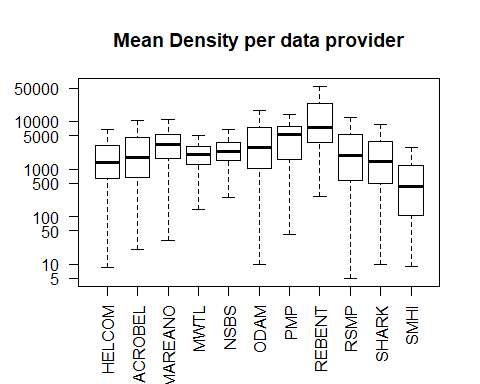 Mean Density per data provider
50000
10000
5000
1000
500
100
50
10
5
HELCOM
ACROBEL
MAREANO
MWTL
NSBS
ODAM
PMP
REBENT
RSMP
SHARK
SMHI